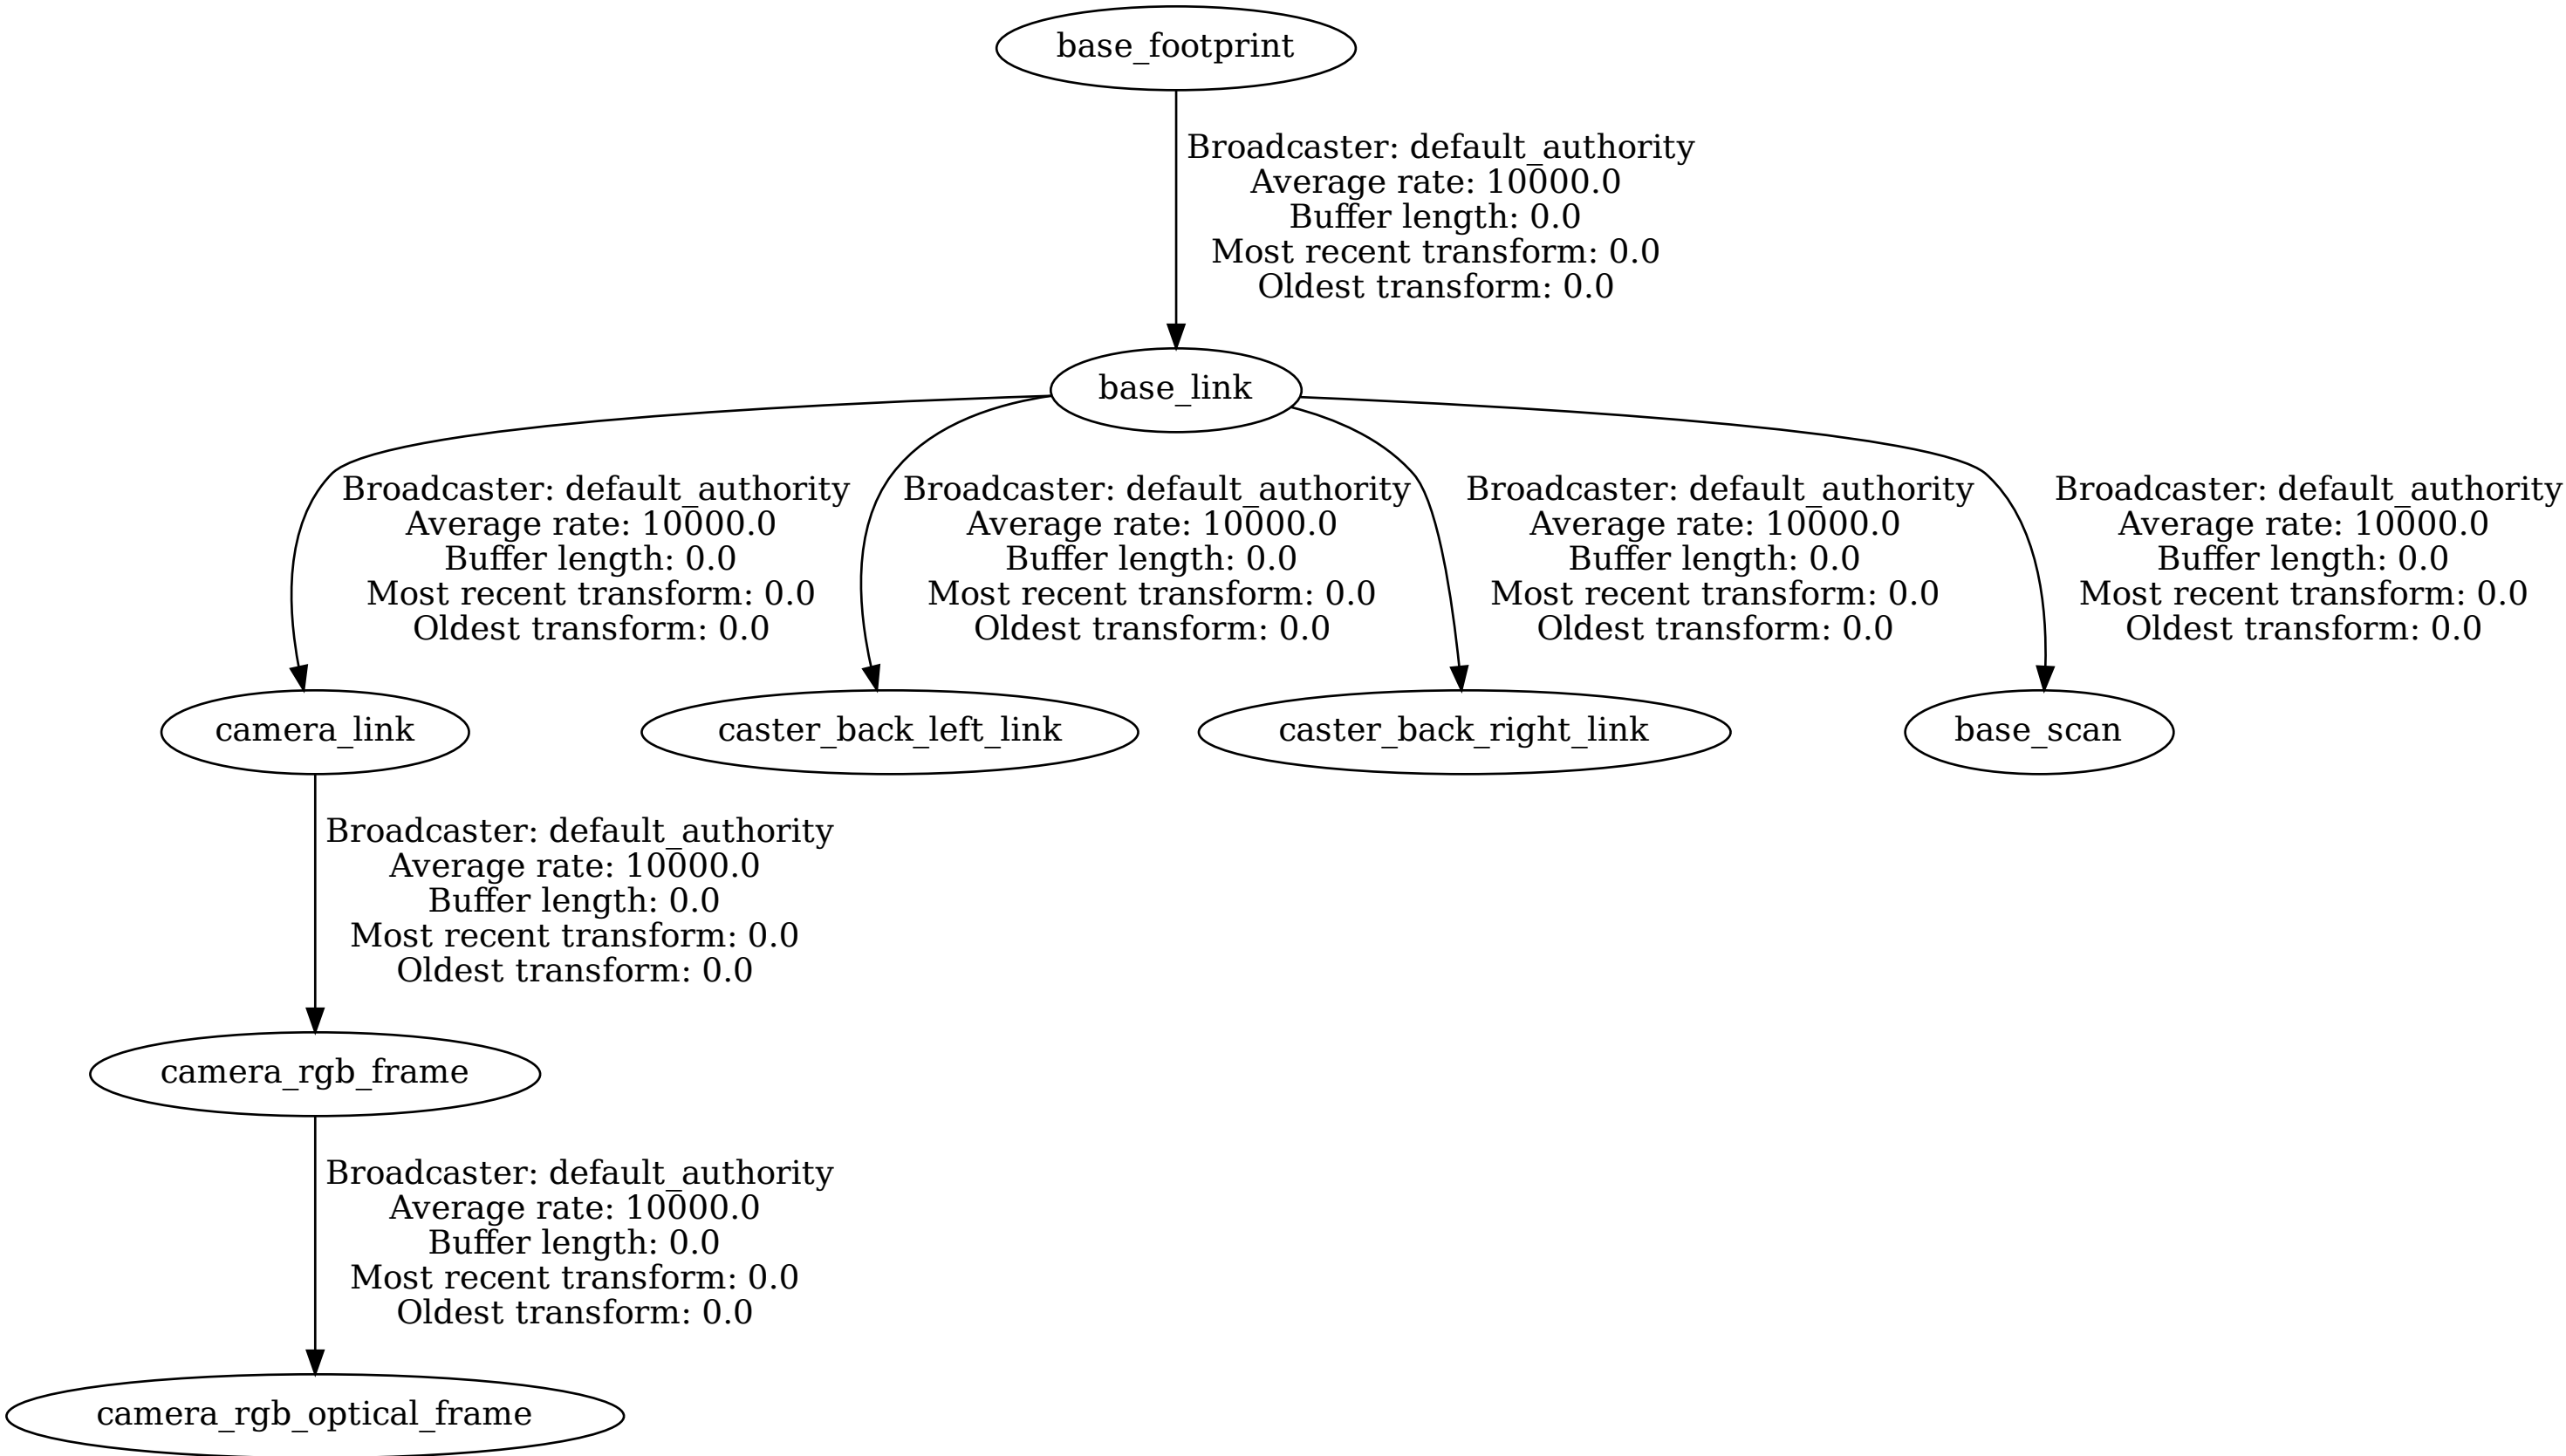 base_footprint
Broadcaster: default_authority
Average rate: 10000.0
Buffer length: 0.0
Most recent transform: 0.0
Oldest transform: 0.0
base_link
Broadcaster: default_authority
Average rate: 10000.0
Buffer length: 0.0
Most recent transform: 0.0
Oldest transform: 0.0
Broadcaster: default_authority
Average rate: 10000.0
Buffer length: 0.0
Most recent transform: 0.0
Oldest transform: 0.0
Broadcaster: default_authority
Average rate: 10000.0
Buffer length: 0.0
Most recent transform: 0.0
Oldest transform: 0.0
Broadcaster: default_authority
Average rate: 10000.0
Buffer length: 0.0
Most recent transform: 0.0
Oldest transform: 0.0
camera_link
caster_back_left_link
caster_back_right_link
base_scan
Broadcaster: default_authority
Average rate: 10000.0
Buffer length: 0.0
Most recent transform: 0.0
Oldest transform: 0.0
camera_rgb_frame
Broadcaster: default_authority
Average rate: 10000.0
Buffer length: 0.0
Most recent transform: 0.0
Oldest transform: 0.0
camera_rgb_optical_frame